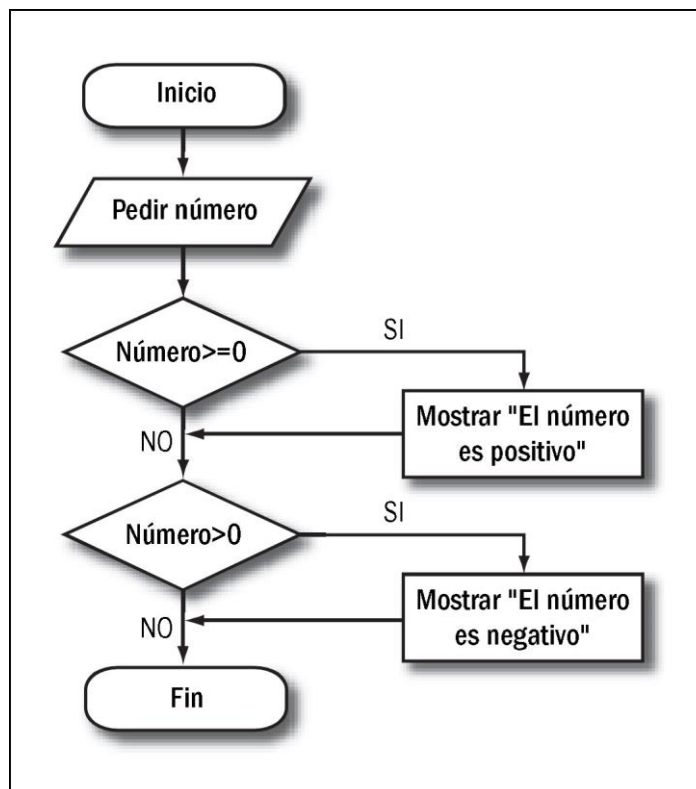 Inicio
Pedir número
Número>=0
SI
Mostrar "El número
es positivo"
NO
Número>0
SI
Mostrar "El número
es negativo"
NO
Fin